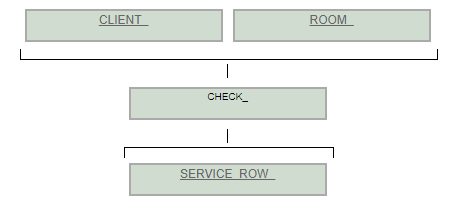 CLIENT_
ROOM_
CHECK_
SERVICE_ROW_